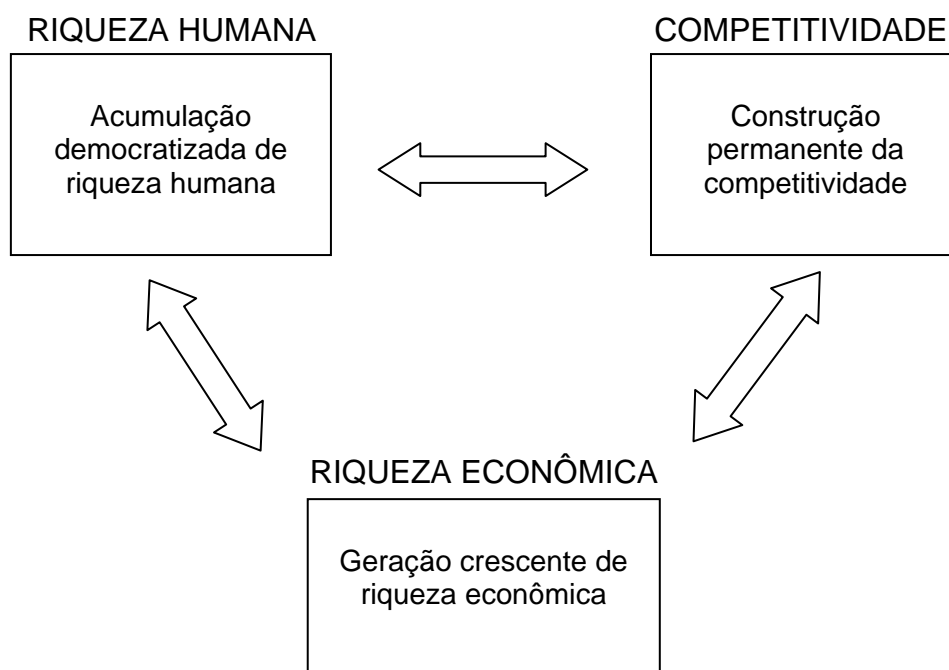 RIQUEZA HUMANA
COMPETITIVIDADE
Acumulação
democratizada de
riqueza humana
Construção
permanente da
competitividade
RIQUEZA ECONÔMICA
Geração crescente de
riqueza econômica